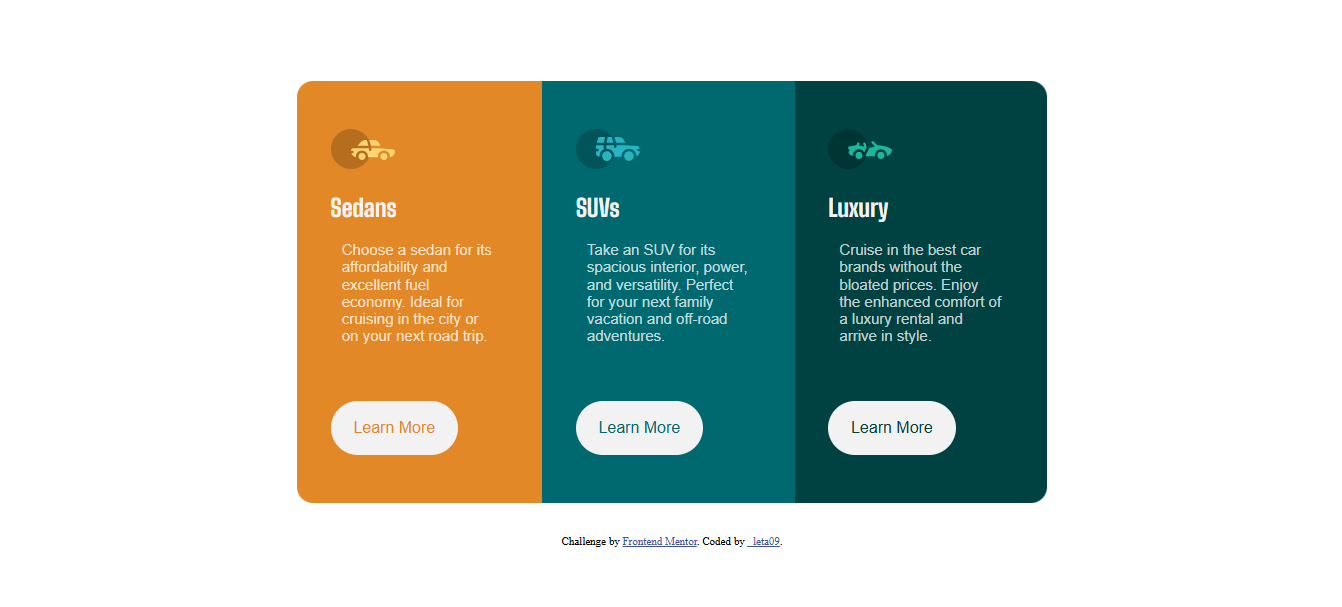 Sedans
Choose a sedan for its
affordability and
excellent fuel
economy. Ideal for
cruising in the city or
on your next road trip.
Learn More
SUVs
Take an SUV for its
spacious interior, power,
and versatility. Perfect
for your next family
vacation and off-road
adventures.
Learn More
Luxury
Cruise in the best car
brands without the
bloated prices. Enjoy
the enhanced comfort of
a luxury rental and
arrive in style.
Learn More
Challenge by Frontend Mentor. Coded by _leta09.